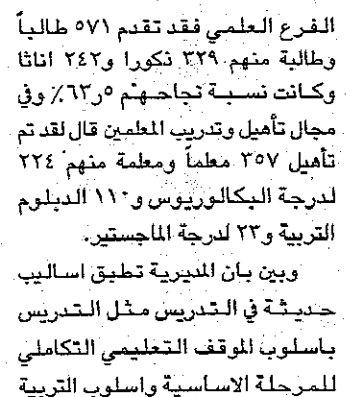 الفرع العلمي فقد تقدم ٥٧١ طالباً
وطالبة منهم ٣٢٩ ذكورا و٢٤٢ اناثا
وكانت نسبة نجاحهم ٦٣٫٥٪ وفي
مجال تأهيل وتدريب المعلمين قال لقد تم
تأهيل ٣٥٧ معلماً ومعلمة منهم ٢٢٤
لدرجة البكالوريوس و١١٠ الدبلوم
التربية و٢٣ لدرجة الماجستير.
وبين بان المديرية تطبق اساليب
حديثة في التدريس مثل التدريس
باسلوب الموقف التعليمي التكاملي
للمرحلة الاساسية واسلوب التربية